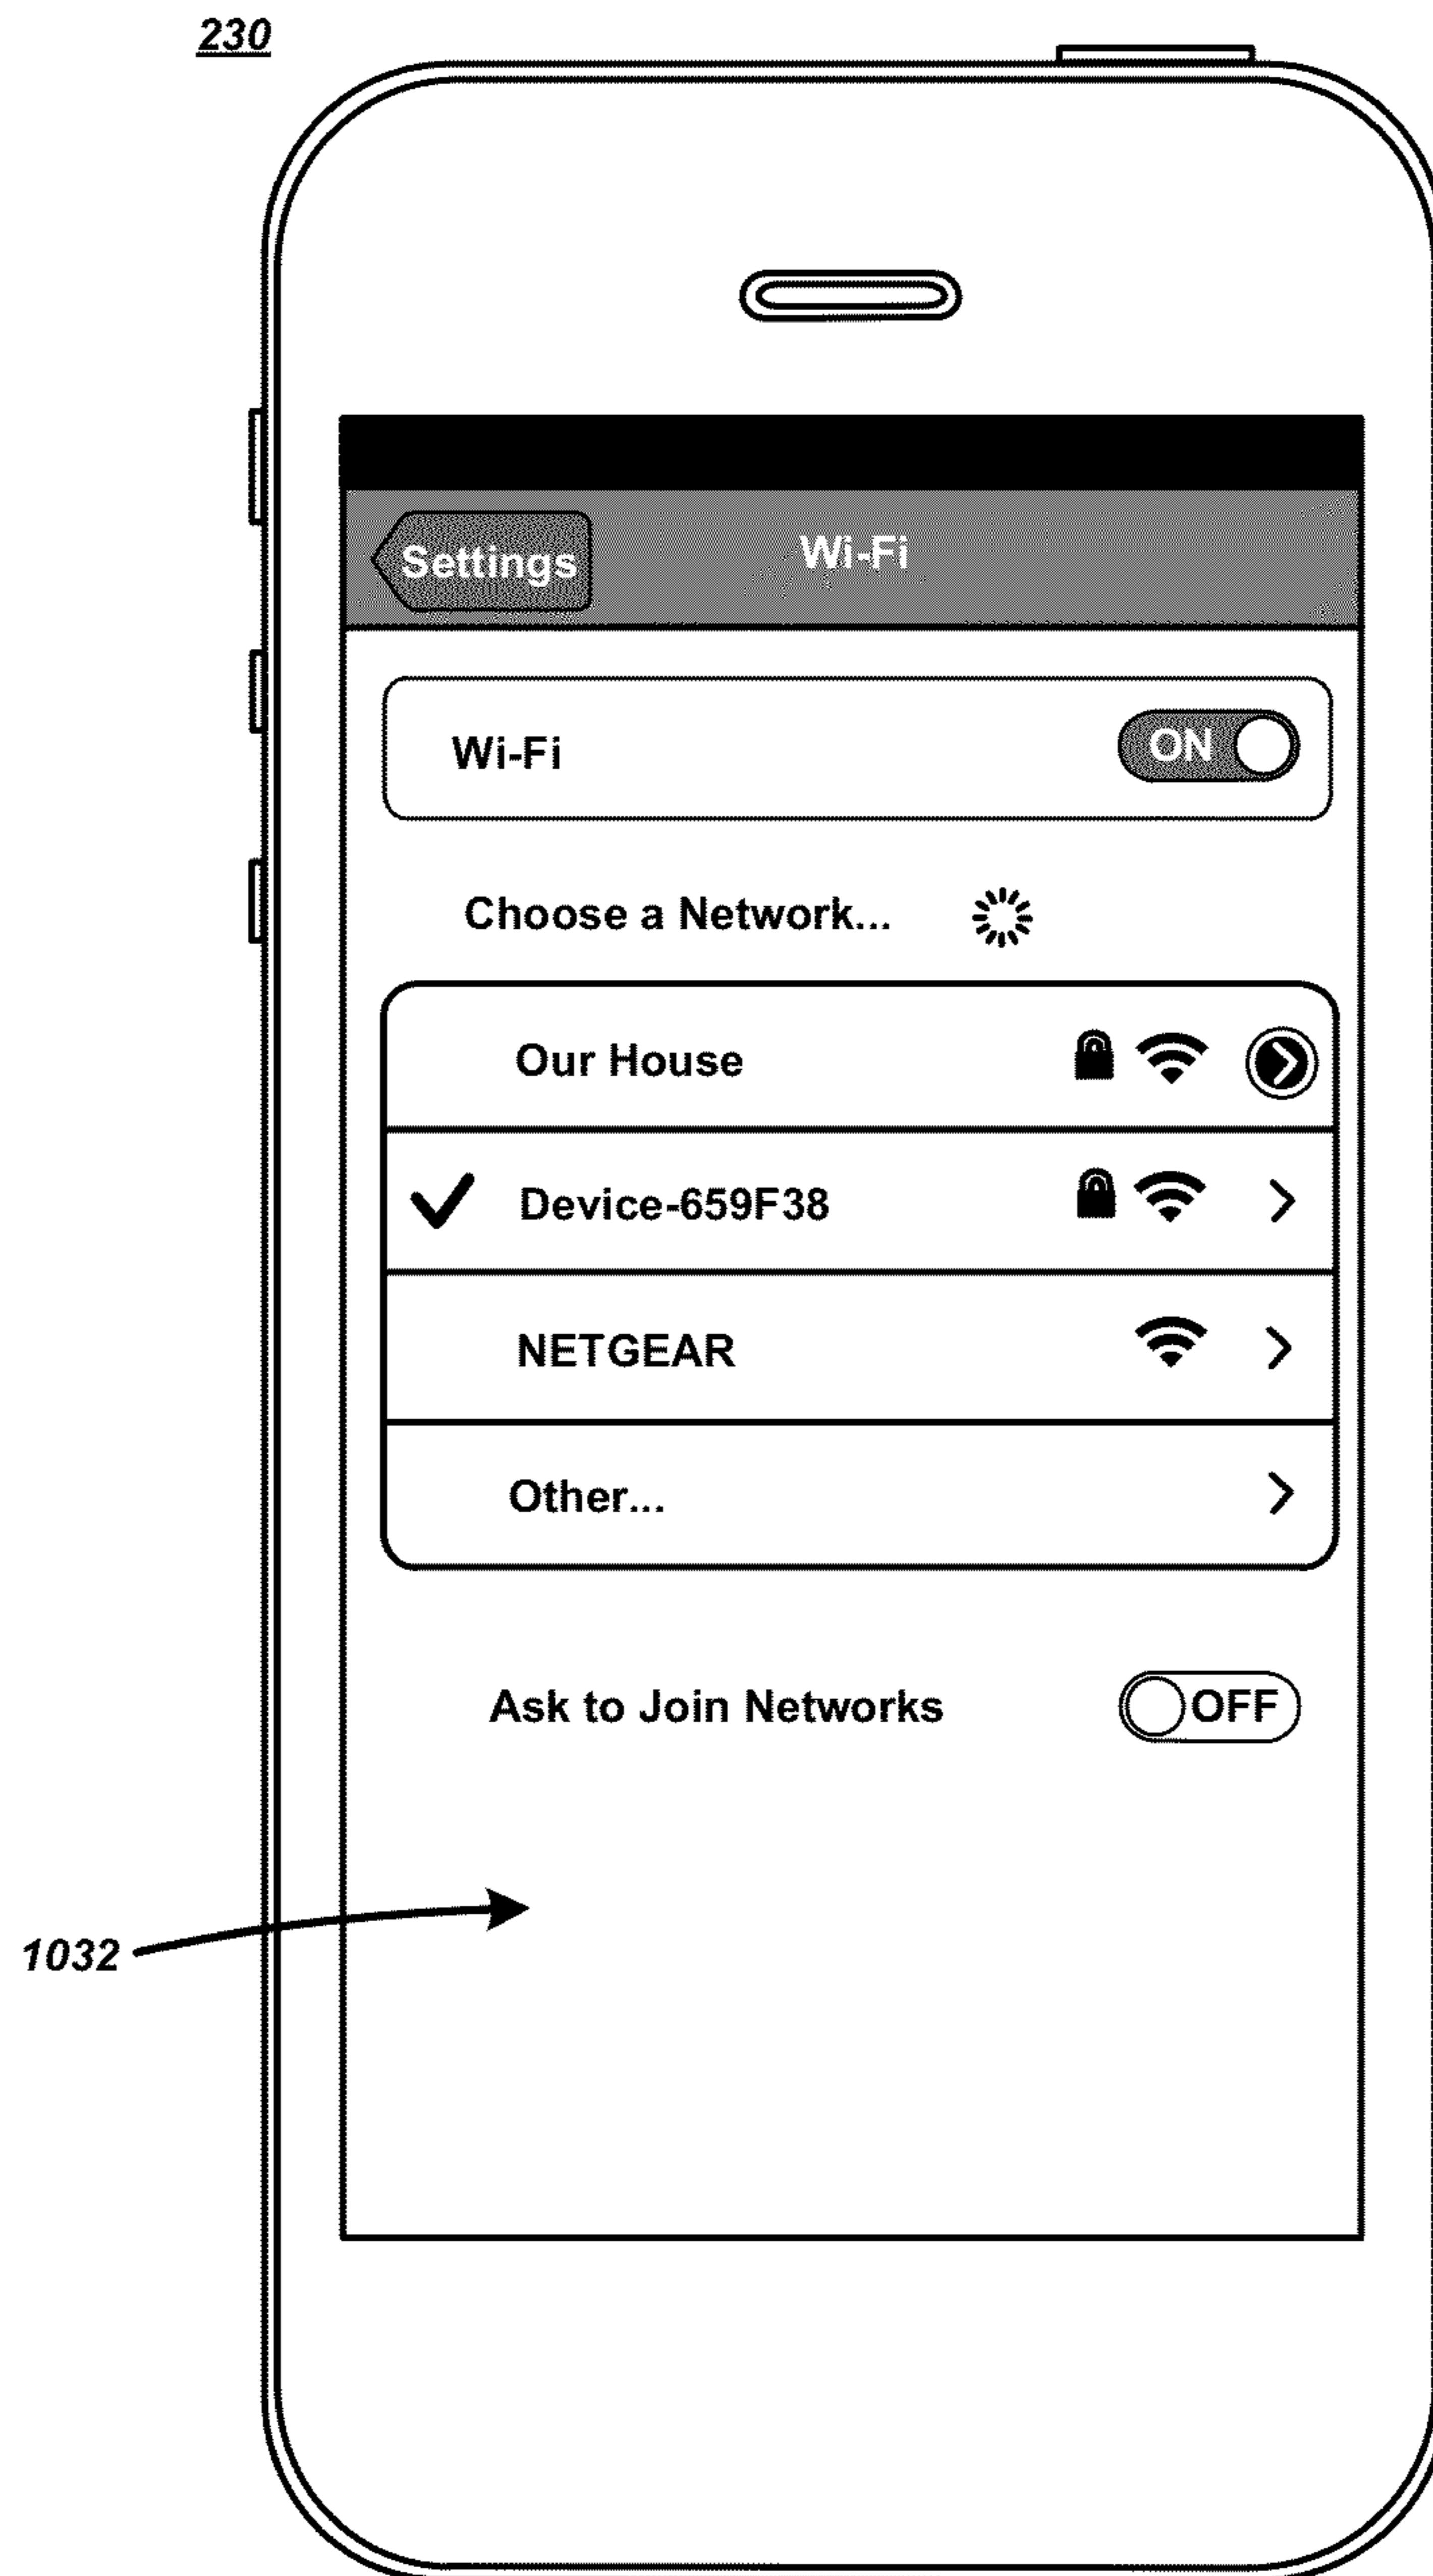 230
Settings Wi-Fi
Wi-Fi ON
Choose a Network...
Our House
Device-659F38
NETGEAR
Other...
Ask to Join Networks OFF
1032